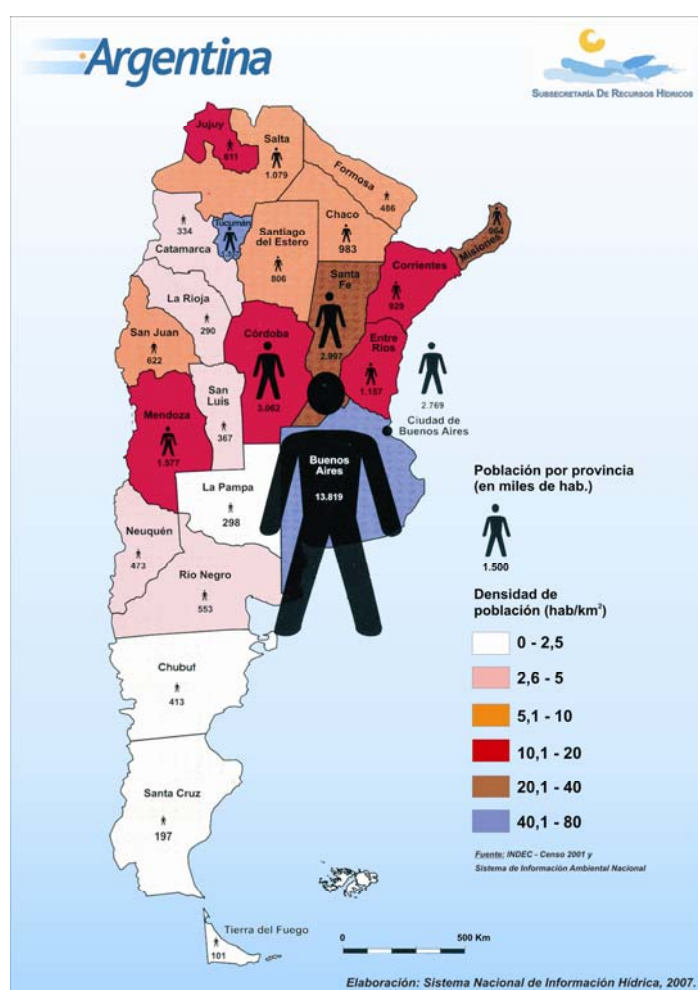 Argentina
SUBSECRETARÍA DE RECURSOS HÍDRICOS
Jujuy
611
Salta
1.079
Formosa
486
Tucumán
334
Catamarca
Santiago
del Estero
806
Chaco
983
Misiones
964
Corrientes
929
La Rioja
290
Santa
Fe
2.997
San Juan
622
Córdoba
3.062
Entre
Ríos
1.157
2.769
Ciudad de
Buenos Aires
San
Luis
367
Mendoza
1.577
Buenos
Aires
13.819
La Pampa
298
Neuquén
473
Río Negro
553
Chubut
413
Santa Cruz
197
Tierra del Fuego
101
Población por provincia
(en miles de hab.)
1.500
Densidad de
población (hab/km²)
0 - 2,5
2,6 - 5
5,1 - 10
10,1 - 20
20,1 - 40
40,1 - 80
Fuente: INDEC - Censo 2001 y
Sistema de Información Ambiental Nacional
0 500 Km
Elaboración: Sistema Nacional de Información Hídrica, 2007.